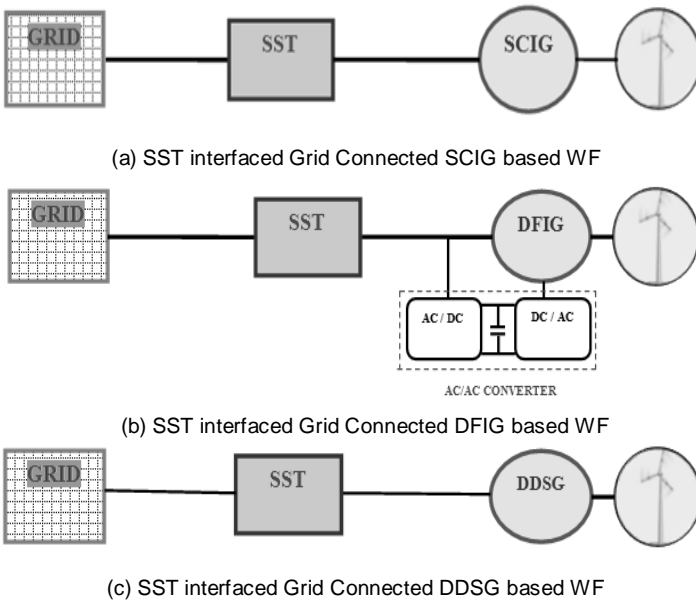 GRID SST SCIG
(a) SST interfaced Grid Connected SCIG based WF
GRID SST DFIG
AC / DC DC / AC
AC/AC CONVERTER
(b) SST interfaced Grid Connected DFIG based WF
GRID SST DDSG
(c) SST interfaced Grid Connected DDSG based WF